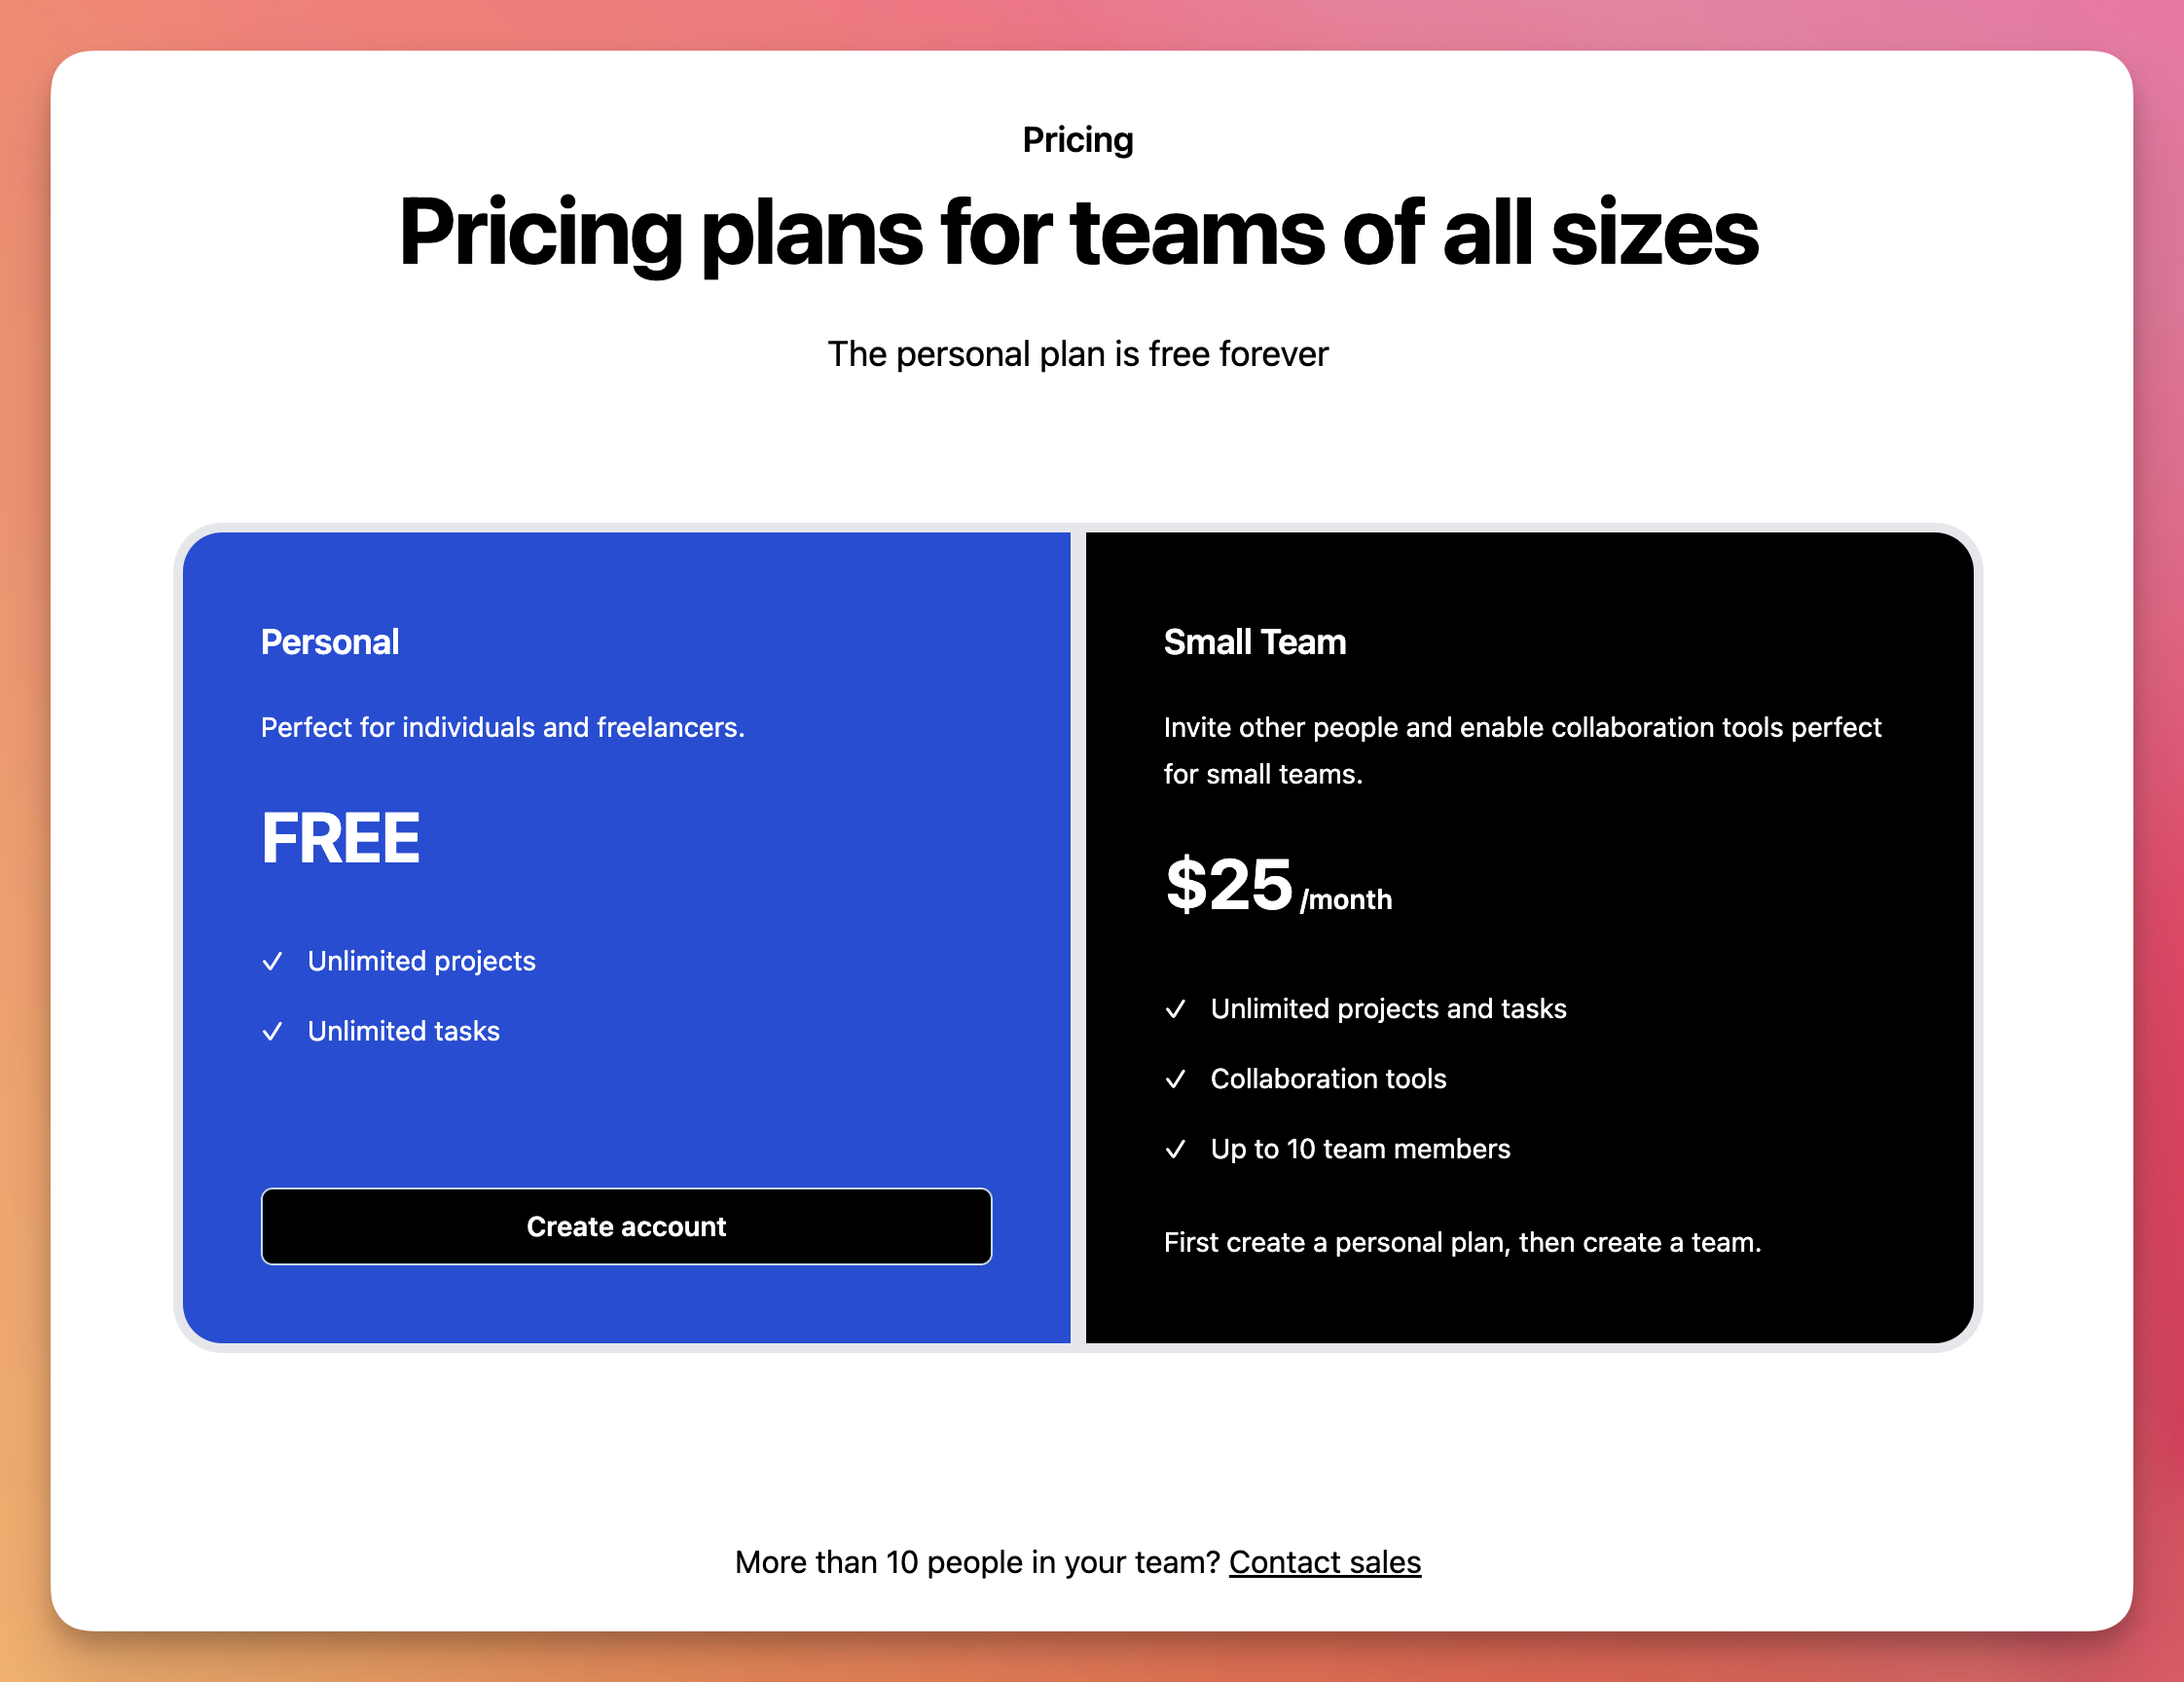 Pricing
Pricing plans for teams of all sizes
The personal plan is free forever
Personal
Perfect for individuals and freelancers.
FREE
Unlimited projects
Unlimited tasks
Create account
Small Team
Invite other people and enable collaboration tools perfect
for small teams.
$25 /month
Unlimited projects and tasks
Collaboration tools
Up to 10 team members
First create a personal plan, then create a team.
More than 10 people in your team? Contact sales